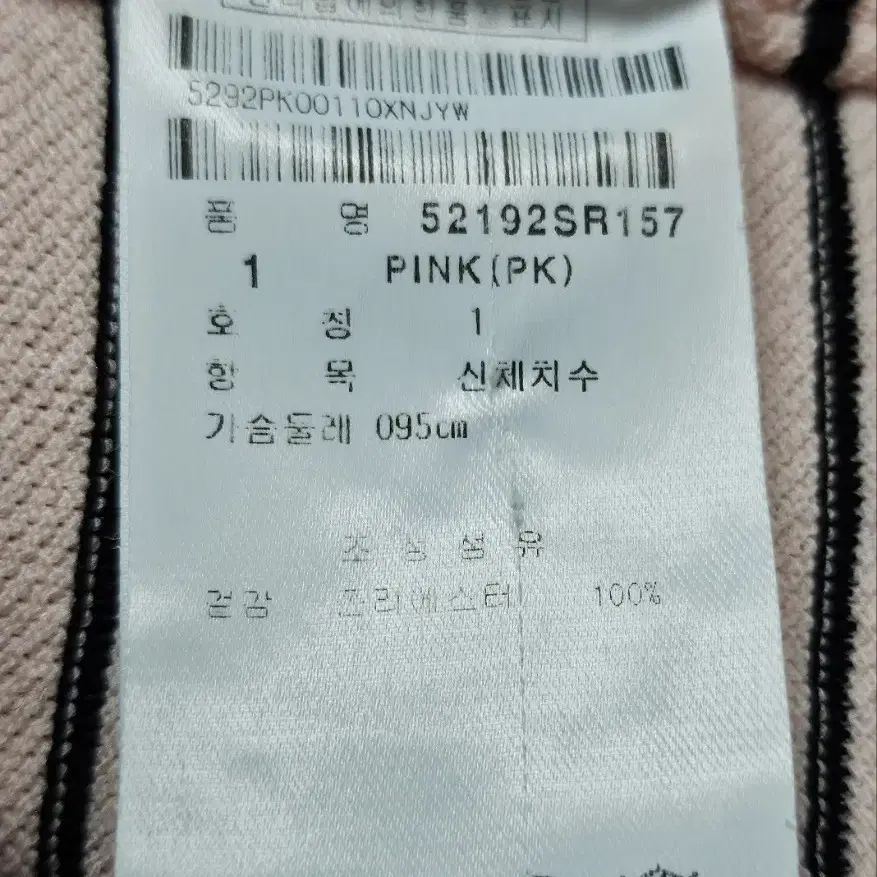 5292PK00110XNJYW
품 명 52192SR157
1 PINK(PK)
호 칭 1
항 목 신체치수
가슴둘레 095cm
조성섬유
겉감 폴리에스터 100%